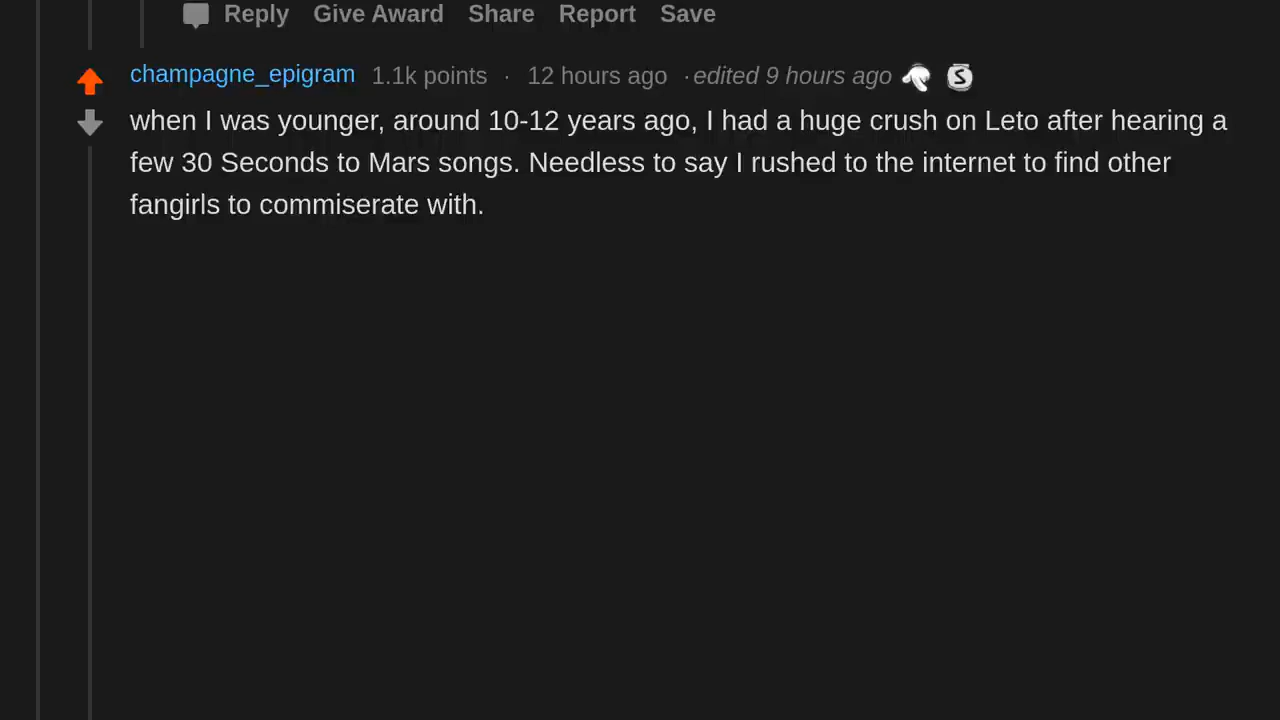 Reply Give Award Share Report Save
champagne_epigram 1.1k points · 12 hours ago · edited 9 hours ago S
when I was younger, around 10-12 years ago, I had a huge crush on Leto after hearing a
few 30 Seconds to Mars songs. Needless to say I rushed to the internet to find other
fangirls to commiserate with.